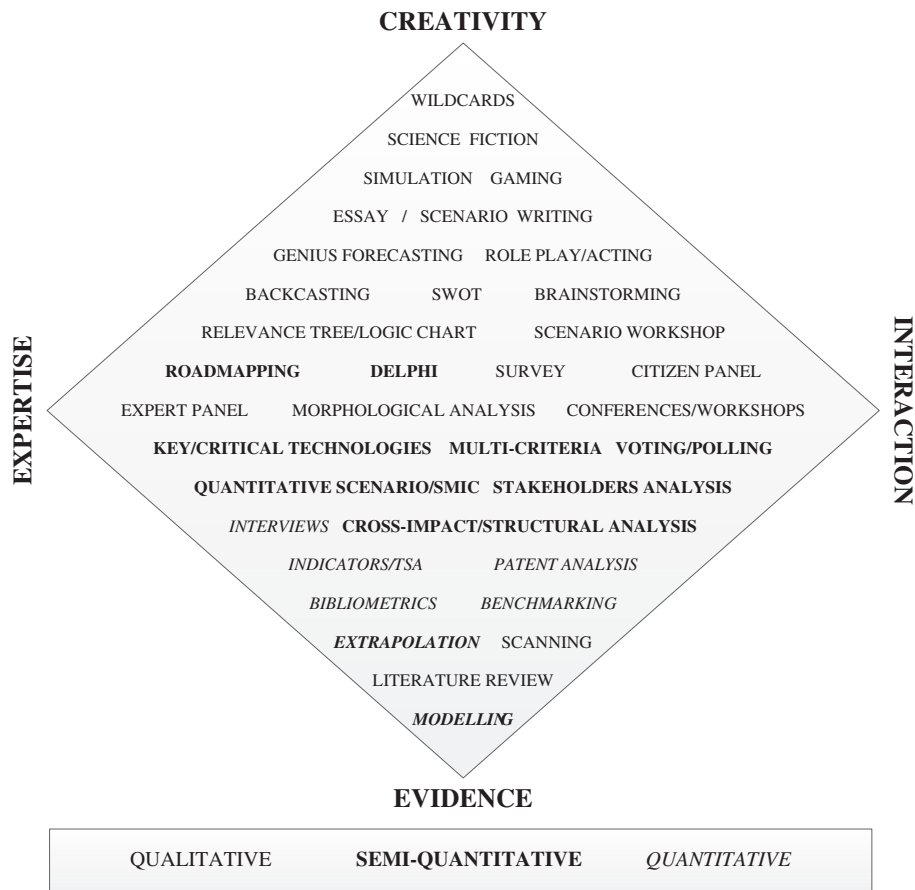 CREATIVITY
WILDCARDS
SCIENCE FICTION
SIMULATION GAMING
ESSAY / SCENARIO WRITING
GENIUS FORECASTING ROLE PLAY/ACTING
BACKCASTING SWOT BRAINSTORMING
RELEVANCE TREE/LOGIC CHART SCENARIO WORKSHOP
ROADMAPPING DELPHI SURVEY CITIZEN PANEL
EXPERT PANEL MORPHOLOGICAL ANALYSIS CONFERENCES/WORKSHOPS
KEY/CRITICAL TECHNOLOGIES MULTI-CRITERIA VOTING/POLLING
QUANTITATIVE SCENARIO/SMIC STAKEHOLDERS ANALYSIS
INTERVIEWS CROSS-IMPACT/STRUCTURAL ANALYSIS
INDICATORS/TSA PATENT ANALYSIS
BIBLIOMETRICS BENCHMARKING
EXTRAPOLATION SCANNING
LITERATURE REVIEW
MODELLING
EXPERTISE
INTERACTION
EVIDENCE
QUALITATIVE SEMI-QUANTITATIVE QUANTITATIVE